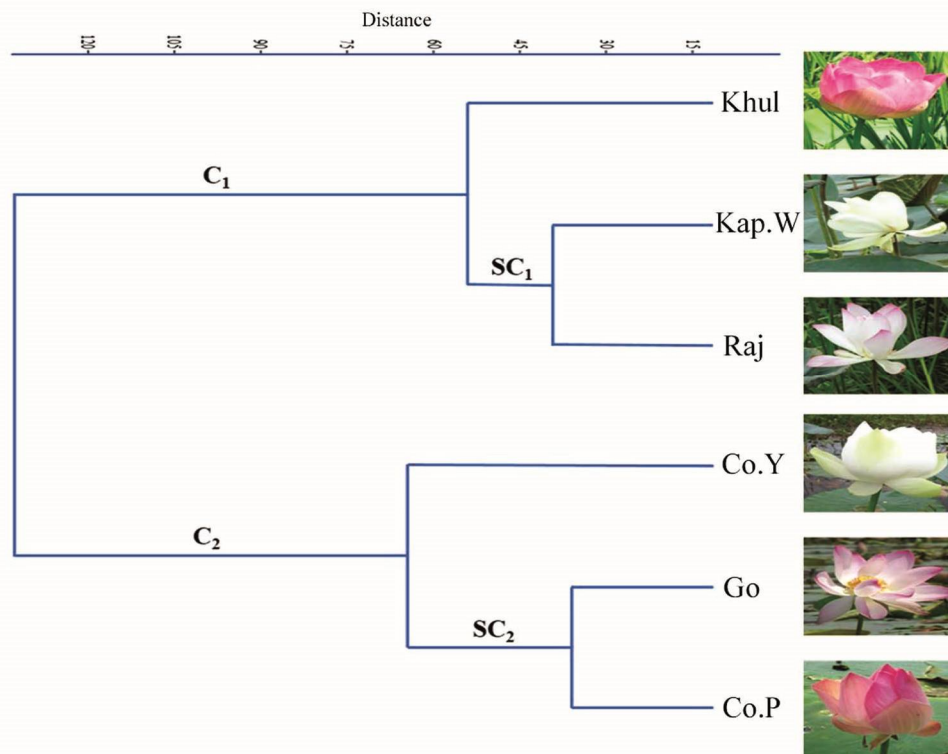 Distance
120 105 90 75 60 45 30 15
Khul
C₁
Kap.W
SC₁
Raj
Co.Y
C₂
Go
SC₂
Co.P